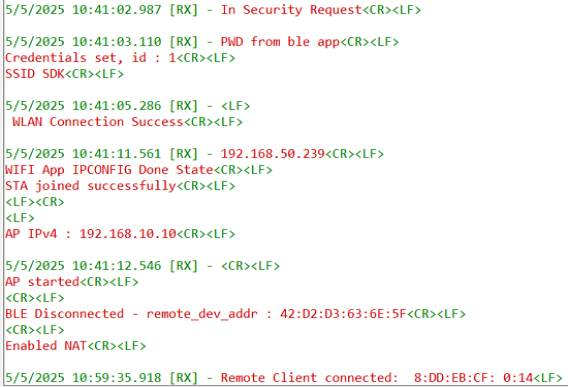 5/5/2025 10:41:02.987 [RX] - In Security Request<CR><LF>
5/5/2025 10:41:03.110 [RX] - PWD from ble app<CR><LF>
Credentials set, id : 1<CR><LF>
SSID SDK<CR><LF>
5/5/2025 10:41:05.286 [RX] - <LF>
 WLAN Connection Success<CR><LF>
5/5/2025 10:41:11.561 [RX] - 192.168.50.239<CR><LF>
WIFI App IPCONFIG Done State<CR><LF>
STA joined successfully<CR><LF>
<LF><CR>
<LF>
AP IPv4 : 192.168.10.10<CR><LF>
5/5/2025 10:41:12.546 [RX] - <CR><LF>
AP started<CR><LF>
<CR><LF>
BLE Disconnected - remote_dev_addr : 42:D2:D3:63:6E:5F<CR><LF>
<CR><LF>
Enabled NAT<CR><LF>
5/5/2025 10:59:35.918 [RX] - Remote Client connected:  8:DD:EB:CF: 0:14<LF>